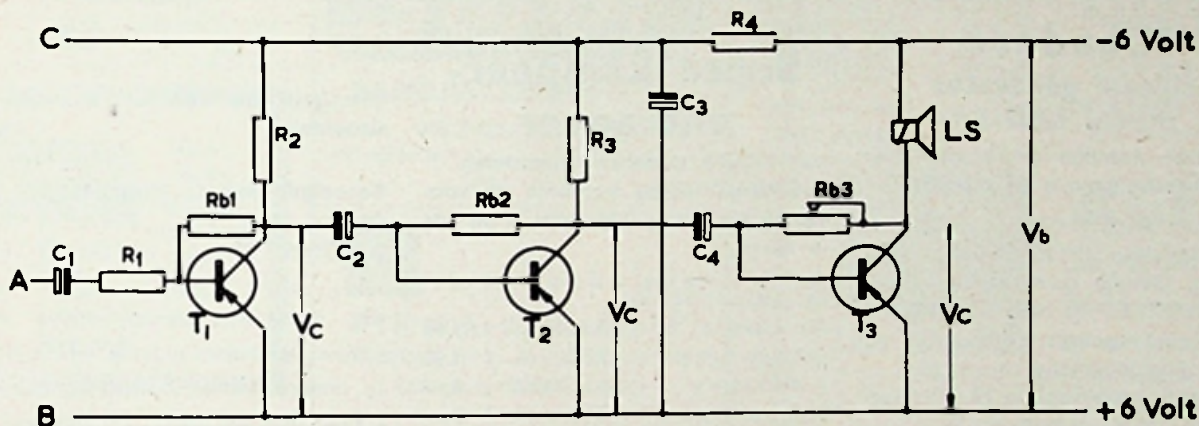 C
R4
−6 Volt
R2
R3
C3
LS
Rb1
Rb2
Rb3
A
C1
R1
C2
C4
Vb
T1
Vc
T2
Vc
T3
Vc
B
+6 Volt